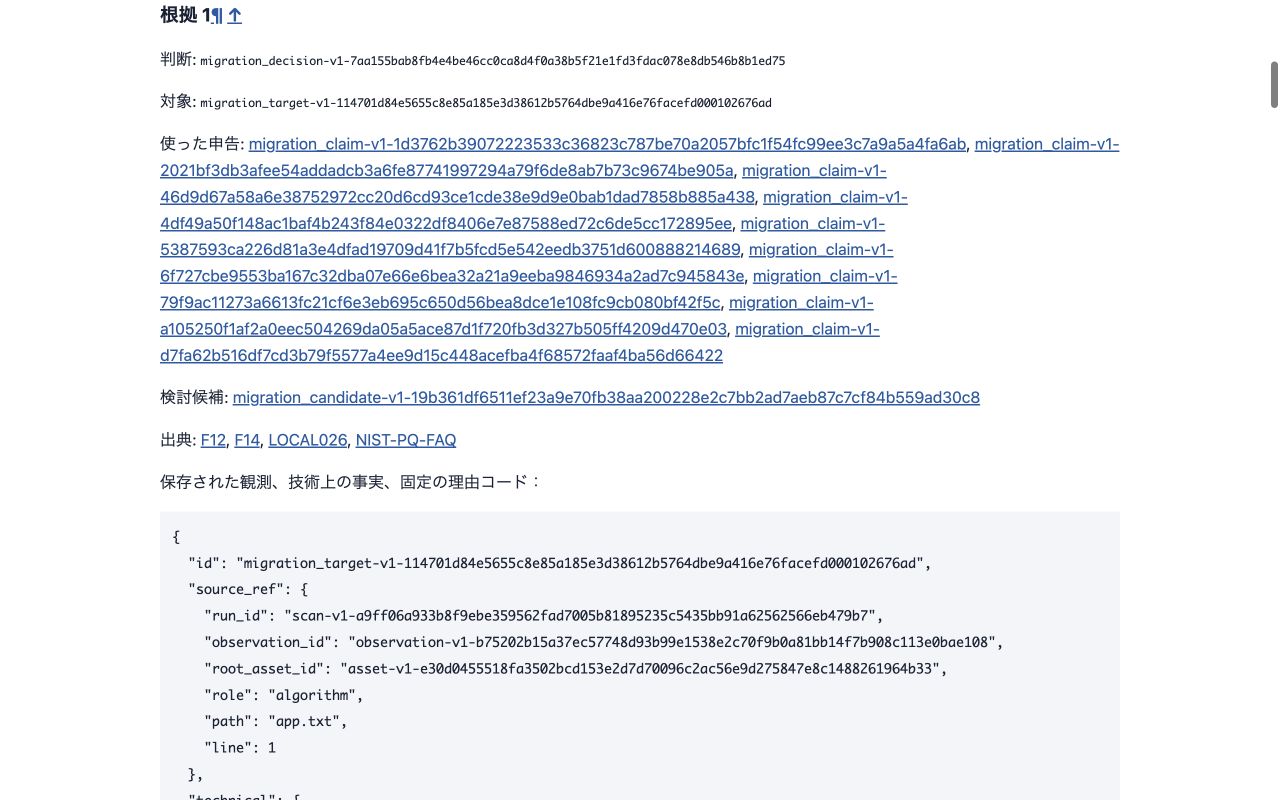 根拠 1¶ ↑
判断: migration_decision-v1-7aa155bab8fb4e4be46cc0ca8d4f0a38b5f21e1fd3fdac078e8db546b8b1ed75
対象: migration_target-v1-114701d84e5655c8e85a185e3d38612b5764dbe9a416e76facefd000102676ad
使った申告: migration_claim-v1-1d3762b39072223533c36823c787be70a2057bfc1f54fc99ee3c7a9a5a4fa6ab, migration_claim-v1-
2021bf3db3afee54addadcb3a6fe87741997294a79f6de8ab7b73c9674be905a, migration_claim-v1-
46d9d67a58a6e38752972cc20d6cd93ce1cde38e9d9e0bab1dad7858b885a438, migration_claim-v1-
4df49a50f148ac1baf4b243f84e0322df8406e7e87588ed72c6de5cc172895ee, migration_claim-v1-
5387593ca226d81a3e4dfad19709d41f7b5fcd5e542eedb3751d600888214689, migration_claim-v1-
6f727cbe9553ba167c32dba07e66e6bea32a21a9eeba9846934a2ad7c945843e, migration_claim-v1-
79f9ac11273a6613fc21cf6e3eb695c650d56bea8dce1e108fc9cb080bf42f5c, migration_claim-v1-
a105250f1af2a0eec504269da05a5ace87d1f720fb3d327b505ff4209d470e03, migration_claim-v1-
d7fa62b516df7cd3b79f5577a4ee9d15c448acefba4f68572faaf4ba56d66422
検討候補: migration_candidate-v1-19b361df6511ef23a9e70fb38aa200228e2c7bb2ad7aeb87c7cf84b559ad30c8
出典: F12, F14, LOCAL026, NIST-PQ-FAQ
保存された観測、技術上の事実、固定の理由コード：
{
"id": "migration_target-v1-114701d84e5655c8e85a185e3d38612b5764dbe9a416e76facefd000102676ad",
"source_ref": {
"run_id": "scan-v1-a9ff06a933b8f9ebe359562fad7005b81895235c5435bb91a62562566eb479b7",
"observation_id": "observation-v1-b75202b15a37ec57748d93b99e1538e2c70f9b0a81bb14f7b908c113e0bae108",
"root_asset_id": "asset-v1-e30d0455518fa3502bcd153e2d7d70096c2ac56e9d275847e8c1488261964b33",
"role": "algorithm",
"path": "app.txt",
"line": 1
},
"technical": {